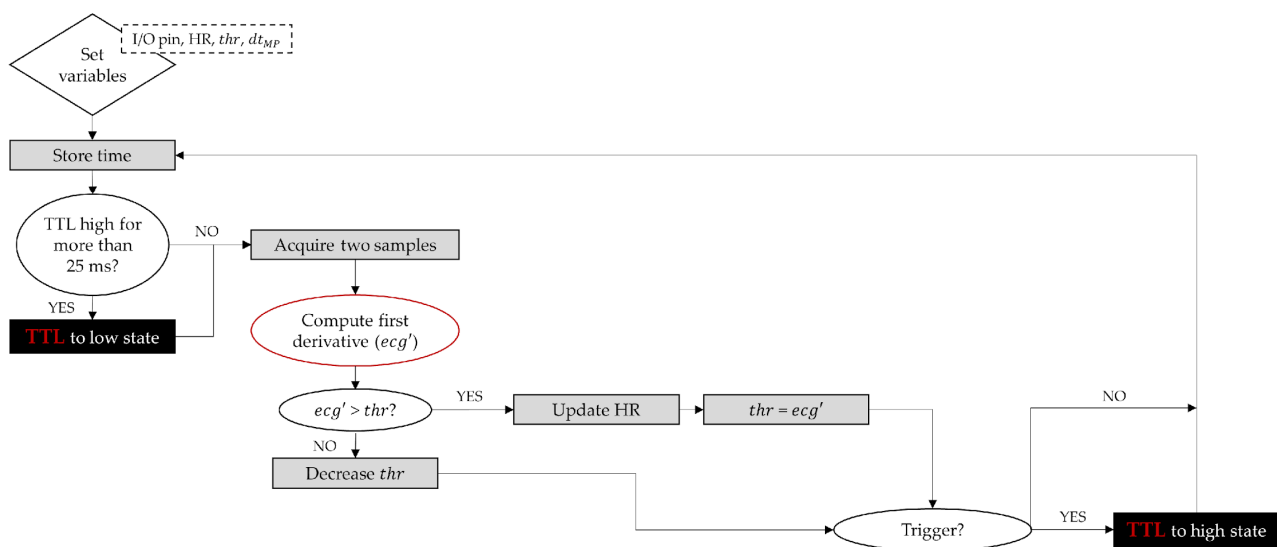 I/O pin, HR, thr, dt_MP
Set
variables
Store time
TTL high for
more than
25 ms?
NO
Acquire two samples
YES
TTL to low state
Compute first
derivative (ecg′)
ecg′ > thr?
YES
Update HR
thr = ecg′
NO
NO
Decrease thr
Trigger?
YES
TTL to high state